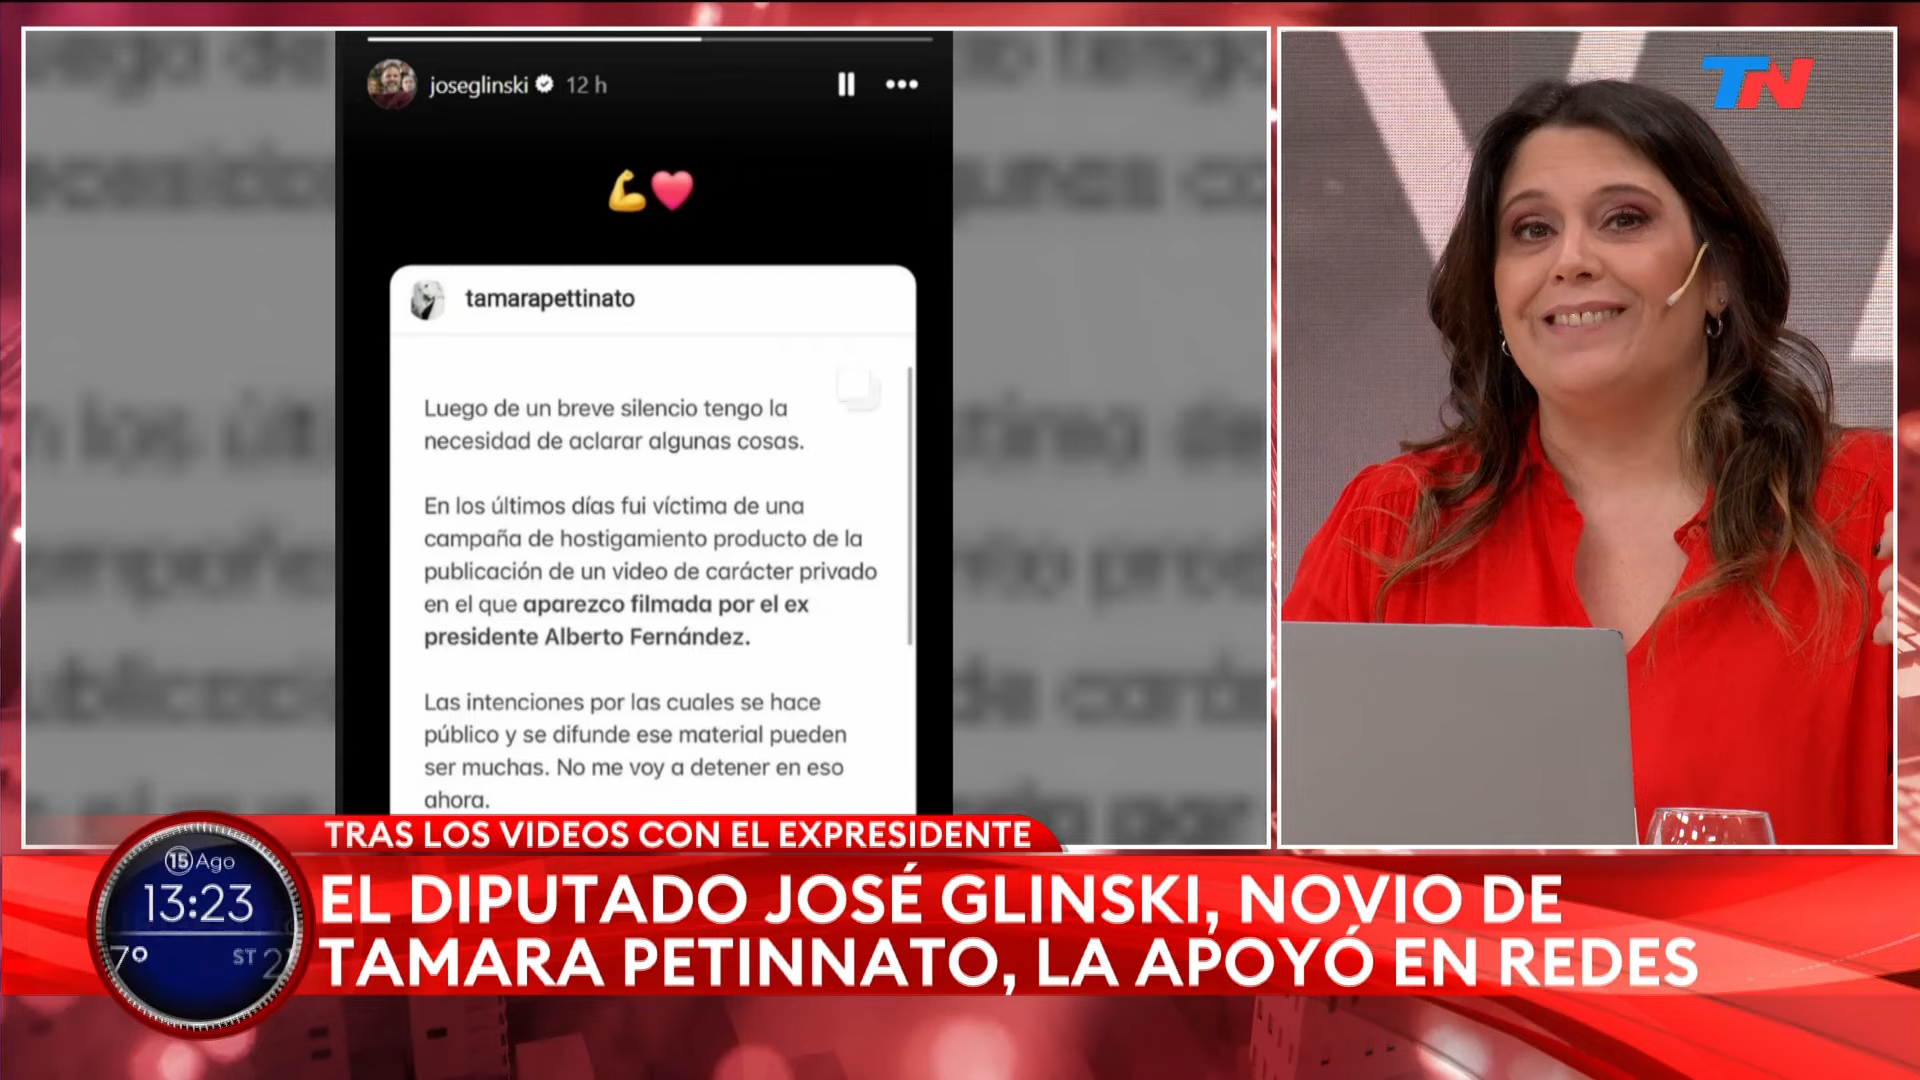 joseglinski 12 h
tamarapettinato
Luego de un breve silencio tengo la
necesidad de aclarar algunas cosas.
En los últimos días fui víctima de una
campaña de hostigamiento producto de la
publicación de un video de carácter privado
en el que aparezco filmada por el ex
presidente Alberto Fernández.
Las intenciones por las cuales se hace
público y se difunde ese material pueden
ser muchas. No me voy a detener en eso
ahora.
TN
TRAS LOS VIDEOS CON EL EXPRESIDENTE
EL DIPUTADO JOSÉ GLINSKI, NOVIO DE
TAMARA PETINNATO, LA APOYÓ EN REDES
15 Ago
13:23
7º
ST